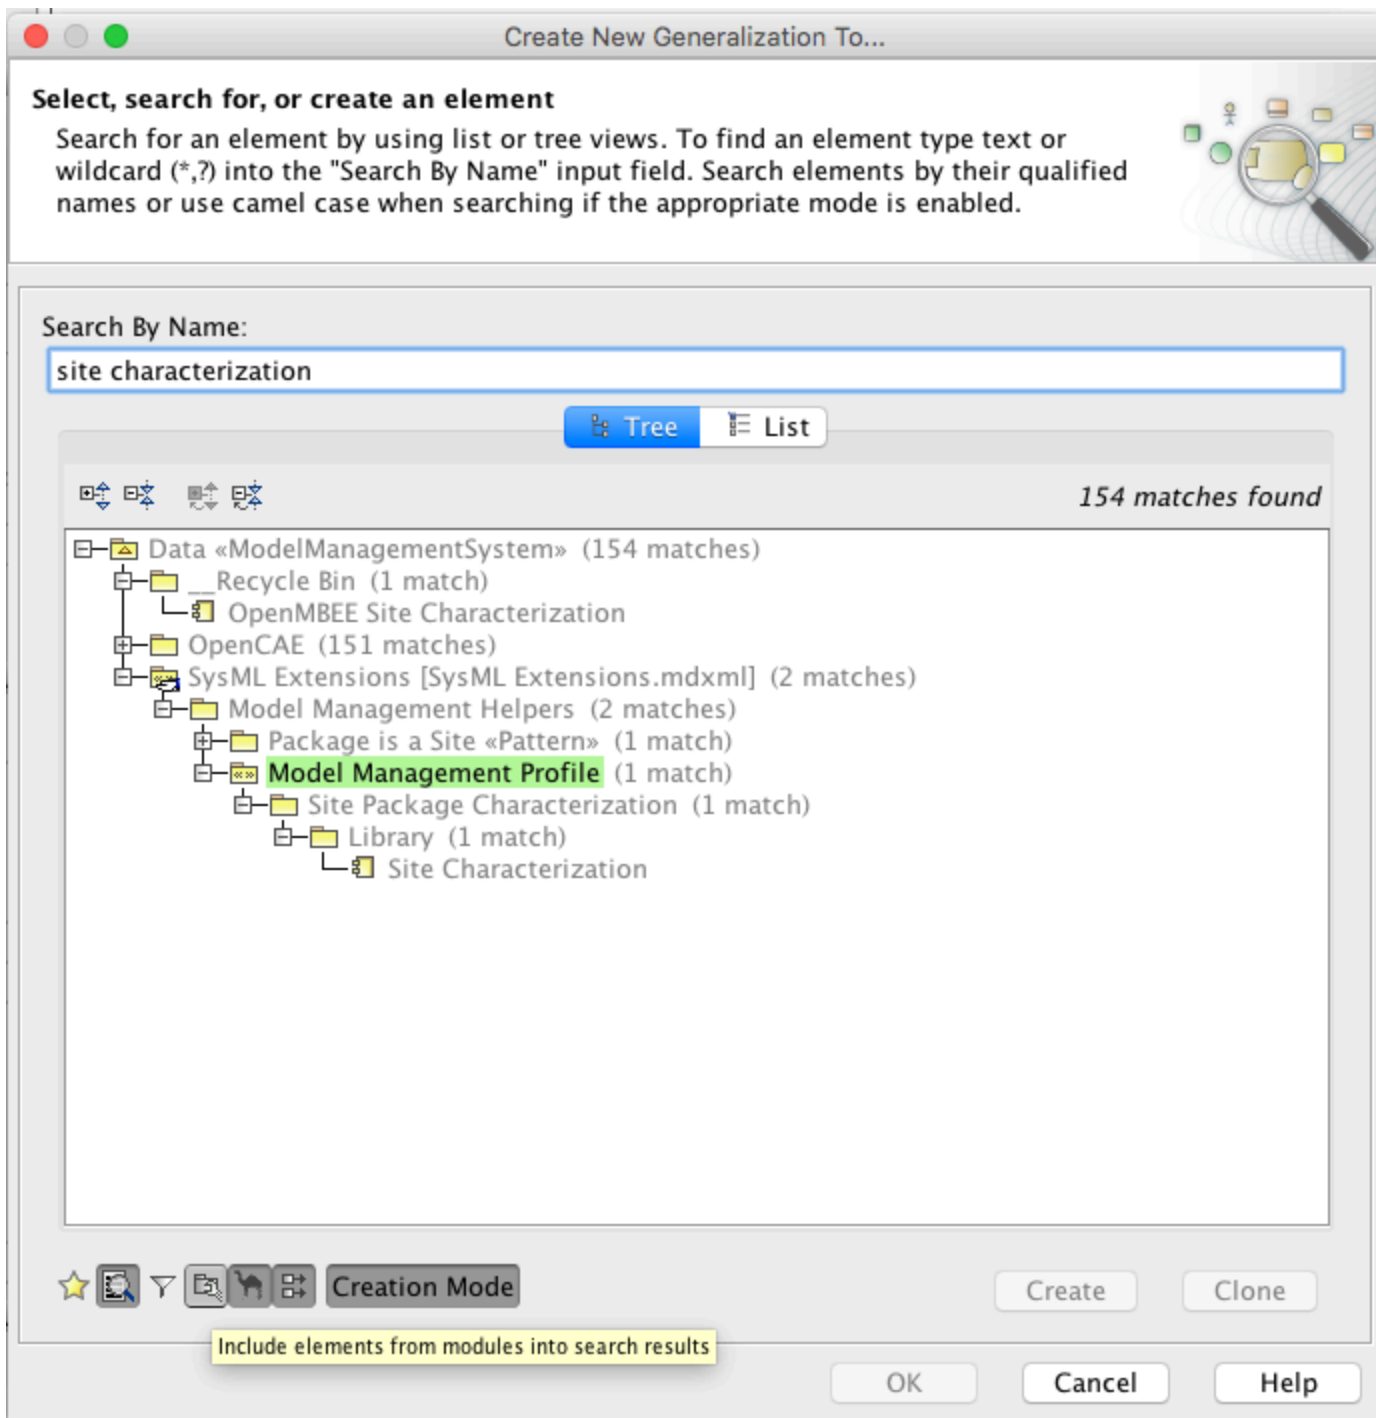 Create New Generalization To...
Select, search for, or create an element
Search for an element by using list or tree views. To find an element type text or
wildcard (*,?) into the "Search By Name" input field. Search elements by their qualified
names or use camel case when searching if the appropriate mode is enabled.
Search By Name:
site characterization
Tree
List
154 matches found
Data «ModelManagementSystem» (154 matches)
__Recycle Bin (1 match)
OpenMBEE Site Characterization
OpenCAE (151 matches)
SysML Extensions [SysML Extensions.mdxml] (2 matches)
Model Management Helpers (2 matches)
Package is a Site «Pattern» (1 match)
Model Management Profile (1 match)
Site Package Characterization (1 match)
Library (1 match)
Site Characterization
Creation Mode
Create
Clone
Include elements from modules into search results
OK
Cancel
Help